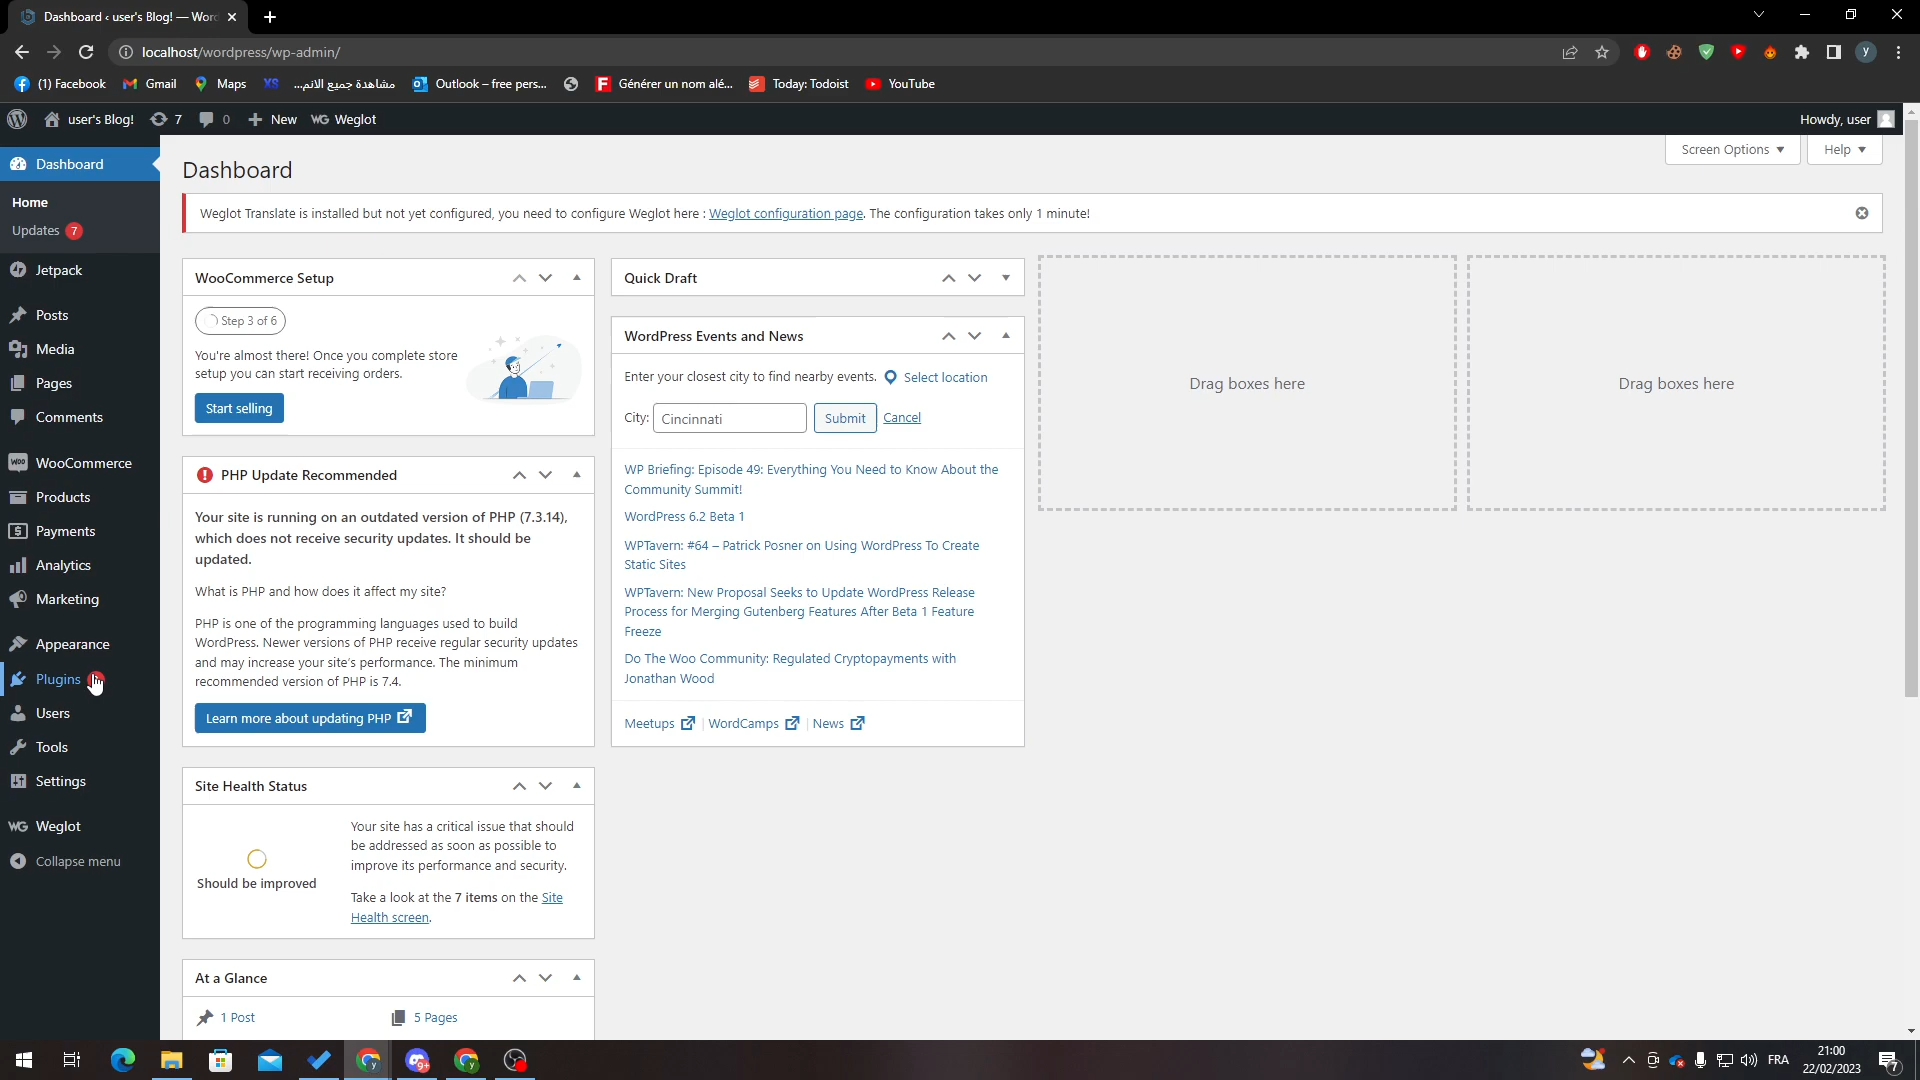 Dashboard ‹ user's Blog! — Wor
localhost/wordpress/wp-admin/
y
(1) Facebook
Gmail
Maps
XS
مشاهدة جميع الانم...
Outlook – free pers...
F Générer un nom alé...
Today: Todoist
YouTube
user's Blog!
7
0
New
WG Weglot
Howdy, user
Dashboard
Home
Updates 7
Jetpack
Posts
Media
Pages
Comments
WooCommerce
Products
Payments
Analytics
Marketing
Appearance
Plugins
Users
Tools
Settings
WG Weglot
Collapse menu
Screen Options
Help
Dashboard
Weglot Translate is installed but not yet configured, you need to configure Weglot here : Weglot configuration page. The configuration takes only 1 minute!
WooCommerce Setup
Step 3 of 6
You're almost there! Once you complete store
setup you can start receiving orders.
Start selling
PHP Update Recommended
Your site is running on an outdated version of PHP (7.3.14),
which does not receive security updates. It should be
updated.
What is PHP and how does it affect my site?
PHP is one of the programming languages used to build
WordPress. Newer versions of PHP receive regular security updates
and may increase your site's performance. The minimum
recommended version of PHP is 7.4.
Learn more about updating PHP
Site Health Status
Should be improved
Your site has a critical issue that should
be addressed as soon as possible to
improve its performance and security.
Take a look at the 7 items on the Site
Health screen.
At a Glance
1 Post
5 Pages
Quick Draft
WordPress Events and News
Enter your closest city to find nearby events.
Select location
City:
Cincinnati
Submit
Cancel
WP Briefing: Episode 49: Everything You Need to Know About the
Community Summit!
WordPress 6.2 Beta 1
WPTavern: #64 – Patrick Posner on Using WordPress To Create
Static Sites
WPTavern: New Proposal Seeks to Update WordPress Release
Process for Merging Gutenberg Features After Beta 1 Feature
Freeze
Do The Woo Community: Regulated Cryptopayments with
Jonathan Wood
Meetups | WordCamps | News
Drag boxes here
Drag boxes here
9+
FRA
21:00
22/02/2023
7